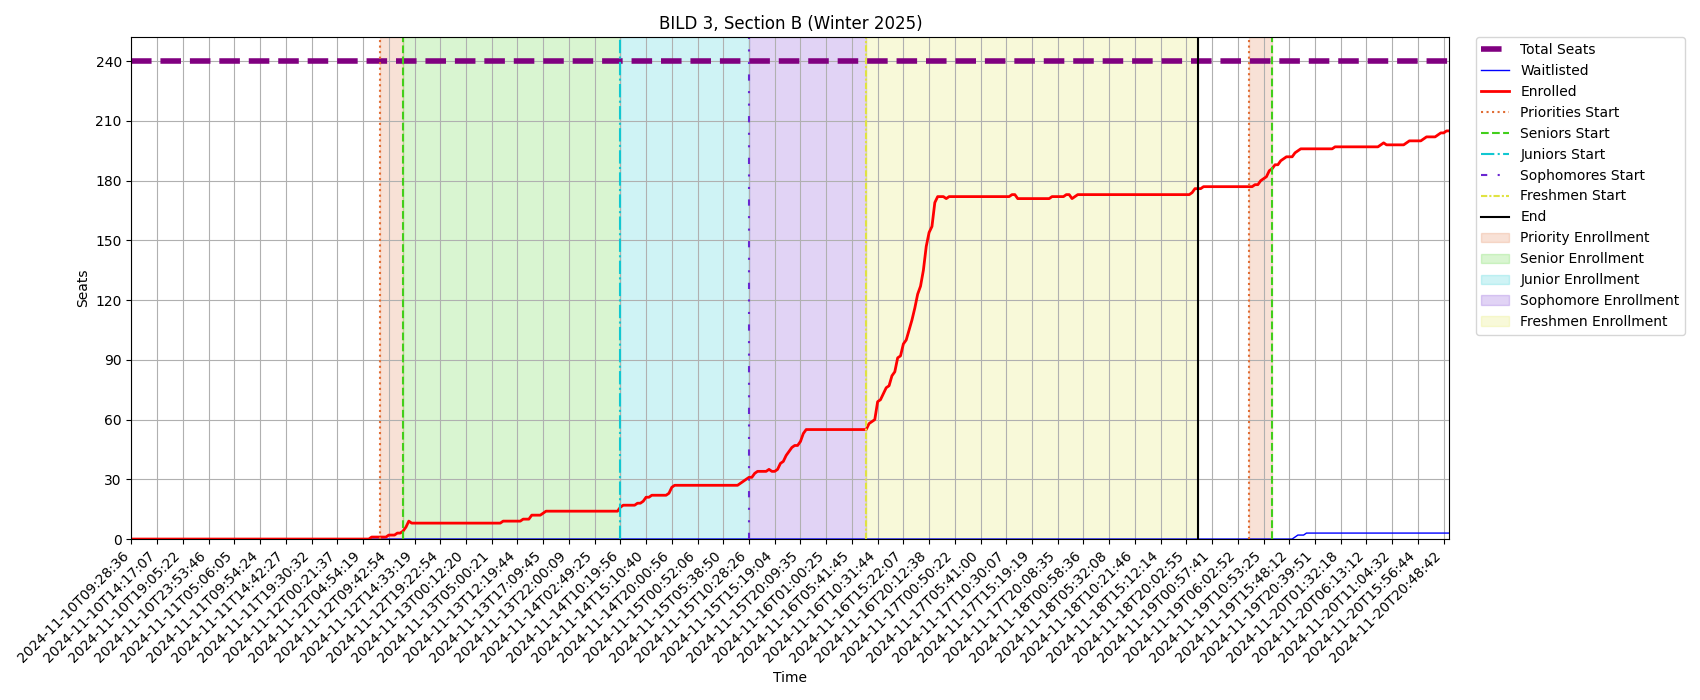 BILD 3, Section B (Winter 2025)
Seats
240
210
180
150
120
90
60
30
0
2024-11-10T09:28:36
2024-11-10T14:17:07
2024-11-10T19:05:22
2024-11-10T23:53:46
2024-11-11T05:06:05
2024-11-11T09:54:24
2024-11-11T14:42:27
2024-11-11T19:30:32
2024-11-12T00:21:37
2024-11-12T04:54:19
2024-11-12T09:42:54
2024-11-12T14:33:19
2024-11-12T19:22:54
2024-11-13T00:12:20
2024-11-13T05:00:21
2024-11-13T12:19:44
2024-11-13T17:09:45
2024-11-13T22:00:09
2024-11-14T02:49:25
2024-11-14T10:19:56
2024-11-14T15:10:40
2024-11-14T20:00:56
2024-11-15T00:52:06
2024-11-15T05:38:50
2024-11-15T10:28:26
2024-11-15T15:19:04
2024-11-15T20:09:35
2024-11-16T01:00:25
2024-11-16T05:41:45
2024-11-16T10:31:44
2024-11-16T15:22:07
2024-11-16T20:12:38
2024-11-17T00:50:22
2024-11-17T05:41:00
2024-11-17T10:30:07
2024-11-17T15:19:19
2024-11-17T20:08:35
2024-11-18T00:58:36
2024-11-18T05:32:08
2024-11-18T10:21:46
2024-11-18T15:12:14
2024-11-18T20:02:55
2024-11-19T00:57:41
2024-11-19T06:02:52
2024-11-19T10:53:25
2024-11-19T15:48:12
2024-11-19T20:39:51
2024-11-20T01:32:18
2024-11-20T06:13:12
2024-11-20T11:04:32
2024-11-20T15:56:44
2024-11-20T20:48:42
Time
Total Seats
Waitlisted
Enrolled
Priorities Start
Seniors Start
Juniors Start
Sophomores Start
Freshmen Start
End
Priority Enrollment
Senior Enrollment
Junior Enrollment
Sophomore Enrollment
Freshmen Enrollment